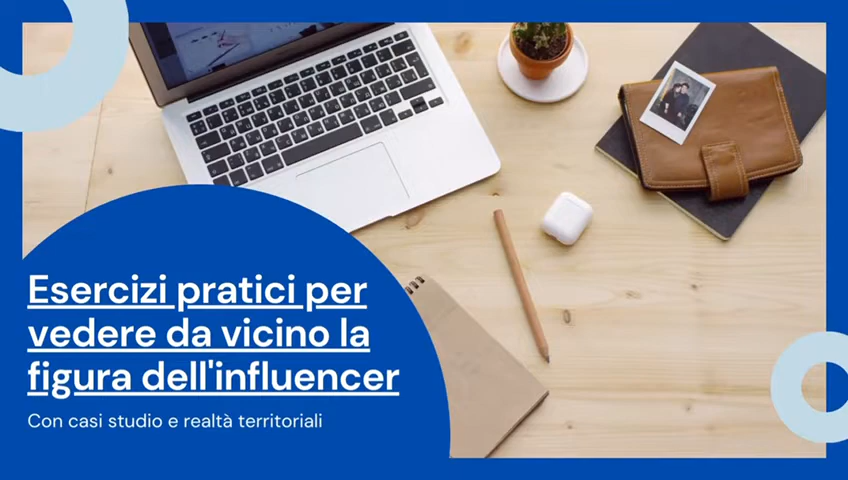 Esercizi pratici per
vedere da vicino la
figura dell'influencer
Con casi studio e realtà territoriali